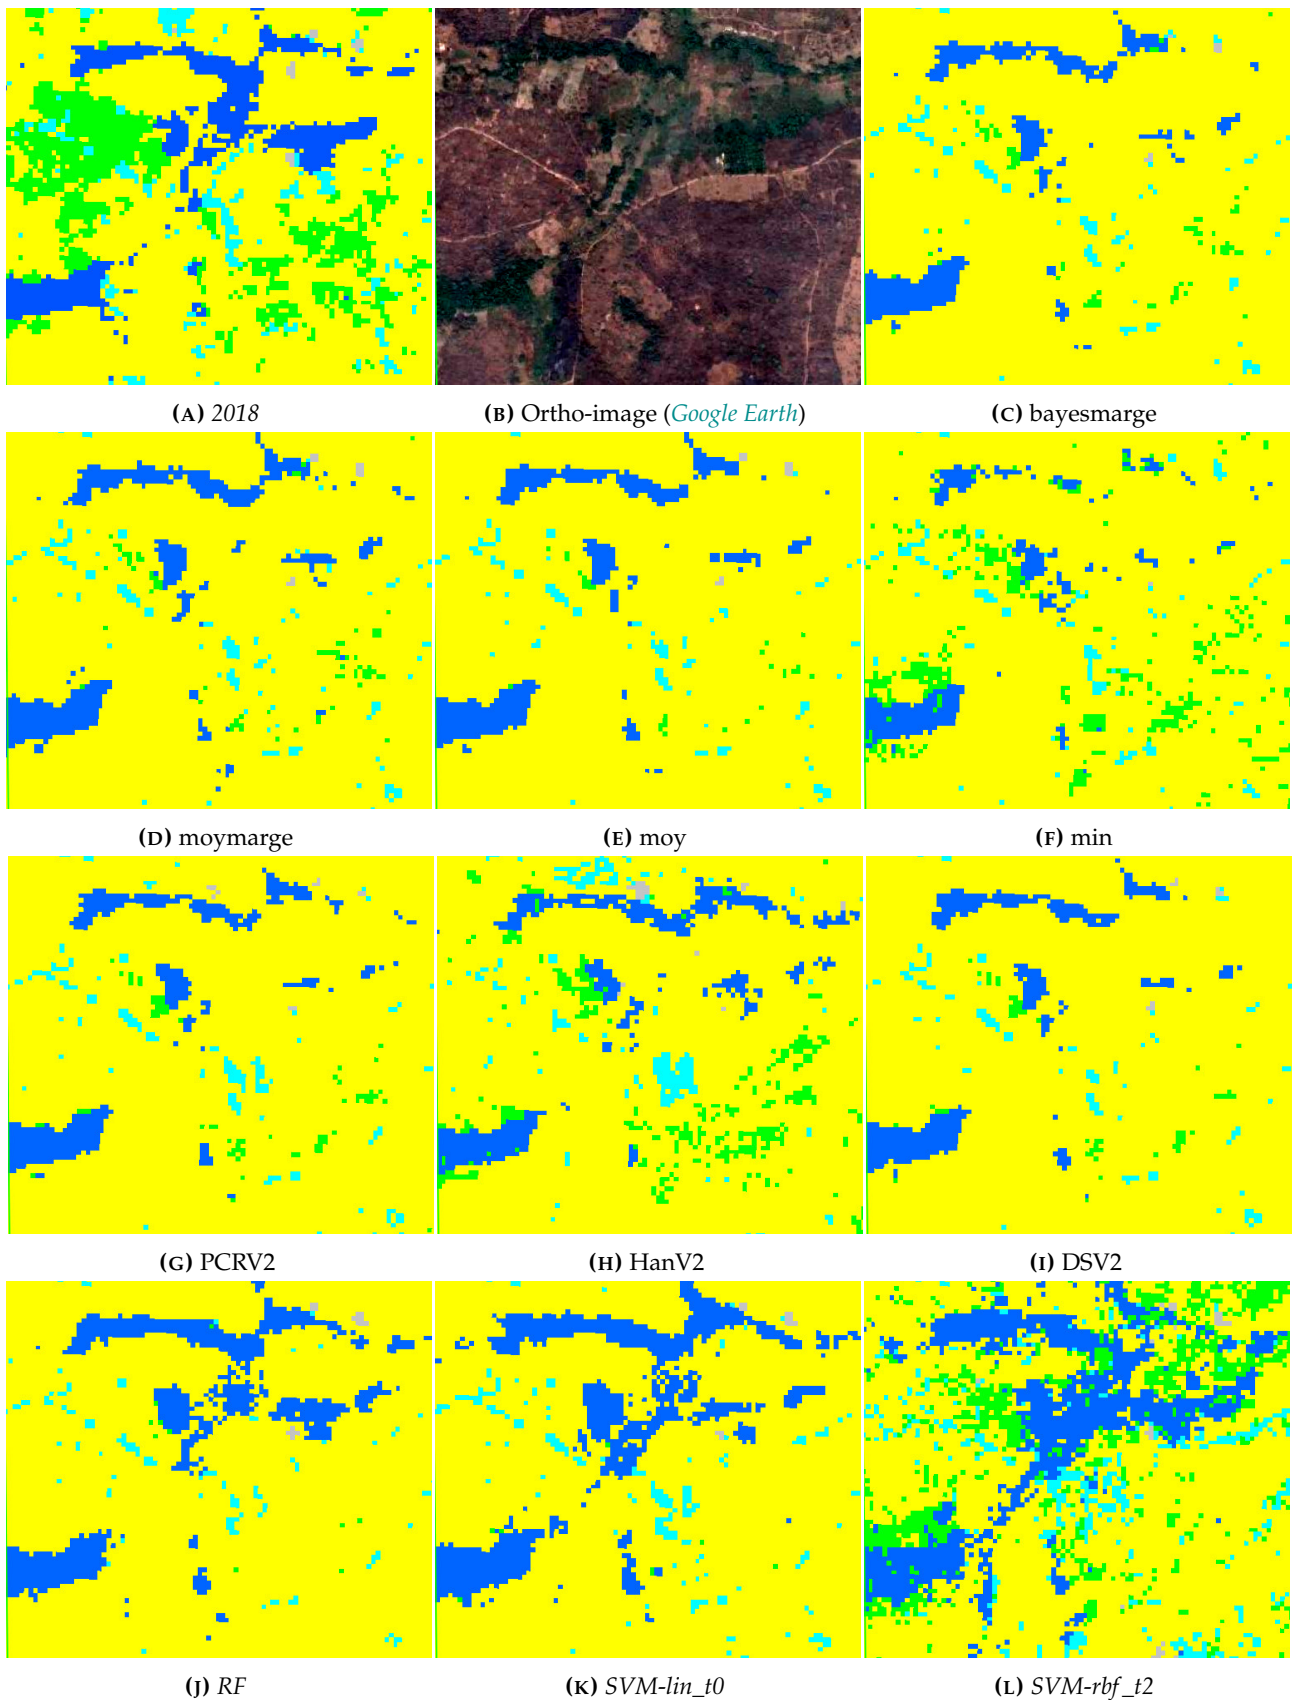 (A) 2018
(B) Ortho-image (Google Earth)
(C) bayesmarge
(D) moymarge
(E) moy
(F) min
(G) PCRV2
(H) HanV2
(I) DSV2
(J) RF
(K) SVM-lin_t0
(L) SVM-rbf_t2